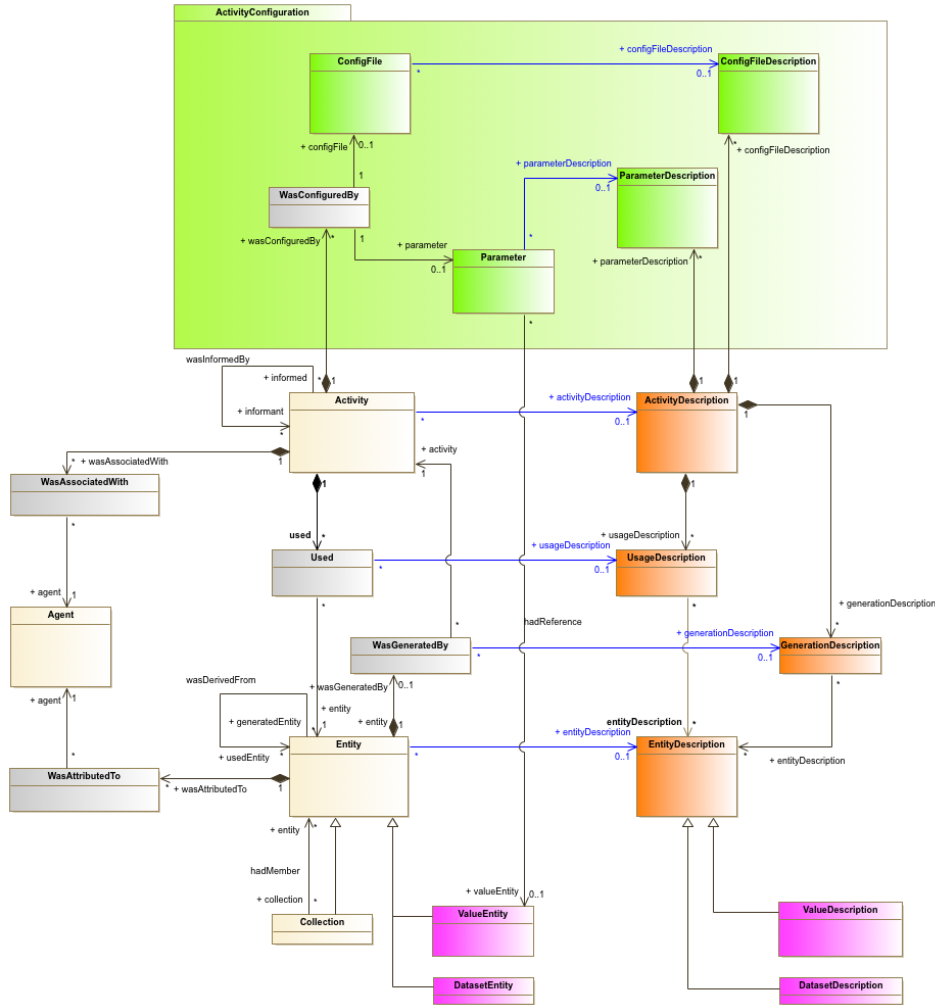 ActivityConfiguration
+ configFileDescription
ConfigFile
ConfigFileDescription
*
0..1
+ configFile
0..1
*
+ configFileDescription
+ parameterDescription
ParameterDescription
1
0..1
WasConfiguredBy
+ wasConfiguredBy
*
1
*
+ parameter
Parameter
0..1
+ parameterDescription
*
*
wasInformedBy
+ informed
*
1
1
1
Activity
+ activityDescription
ActivityDescription
+ informant
*
*
0..1
1
+ activity
* + wasAssociatedWith
1
1
WasAssociatedWith
1
1
used
*
+ usageDescription
*
*
Used
+ usageDescription
UsageDescription
*
0..1
+ agent
1
*
*
+ generationDescription
Agent
hadReference
*
+ generationDescription
WasGeneratedBy
GenerationDescription
*
0..1
wasDerivedFrom
+ wasGeneratedBy
0..1
*
+ agent
1
+ entity
+ generatedEntity
*
1
+ entity
1
entityDescription
*
+ entityDescription
Entity
EntityDescription
*
+ usedEntity
*
*
0..1
*
+ entityDescription
WasAttributedTo
* + wasAttributedTo
1
+ entity
*
hadMember
+ collection
*
+ valueEntity
0..1
Collection
ValueEntity
ValueDescription
DatasetEntity
DatasetDescription